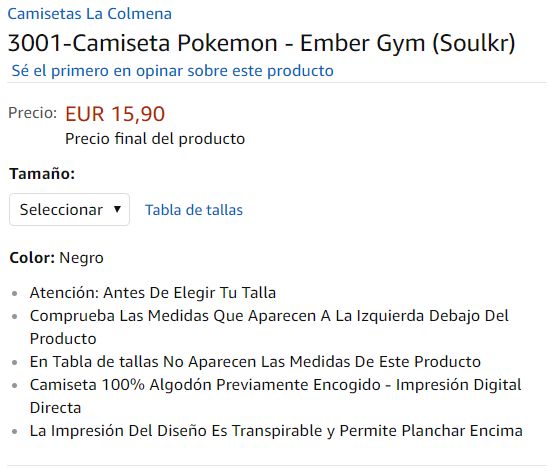 Camisetas La Colmena
3001-Camiseta Pokemon - Ember Gym (Soulkr)
Sé el primero en opinar sobre este producto
Precio: EUR 15,90
Precio final del producto
Tamaño:
Seleccionar Tabla de tallas
Color: Negro
Atención: Antes De Elegir Tu Talla
Comprueba Las Medidas Que Aparecen A La Izquierda Debajo Del
Producto
En Tabla de tallas No Aparecen Las Medidas De Este Producto
Camiseta 100% Algodón Previamente Encogido - Impresión Digital
Directa
La Impresión Del Diseño Es Transpirable y Permite Planchar Encima